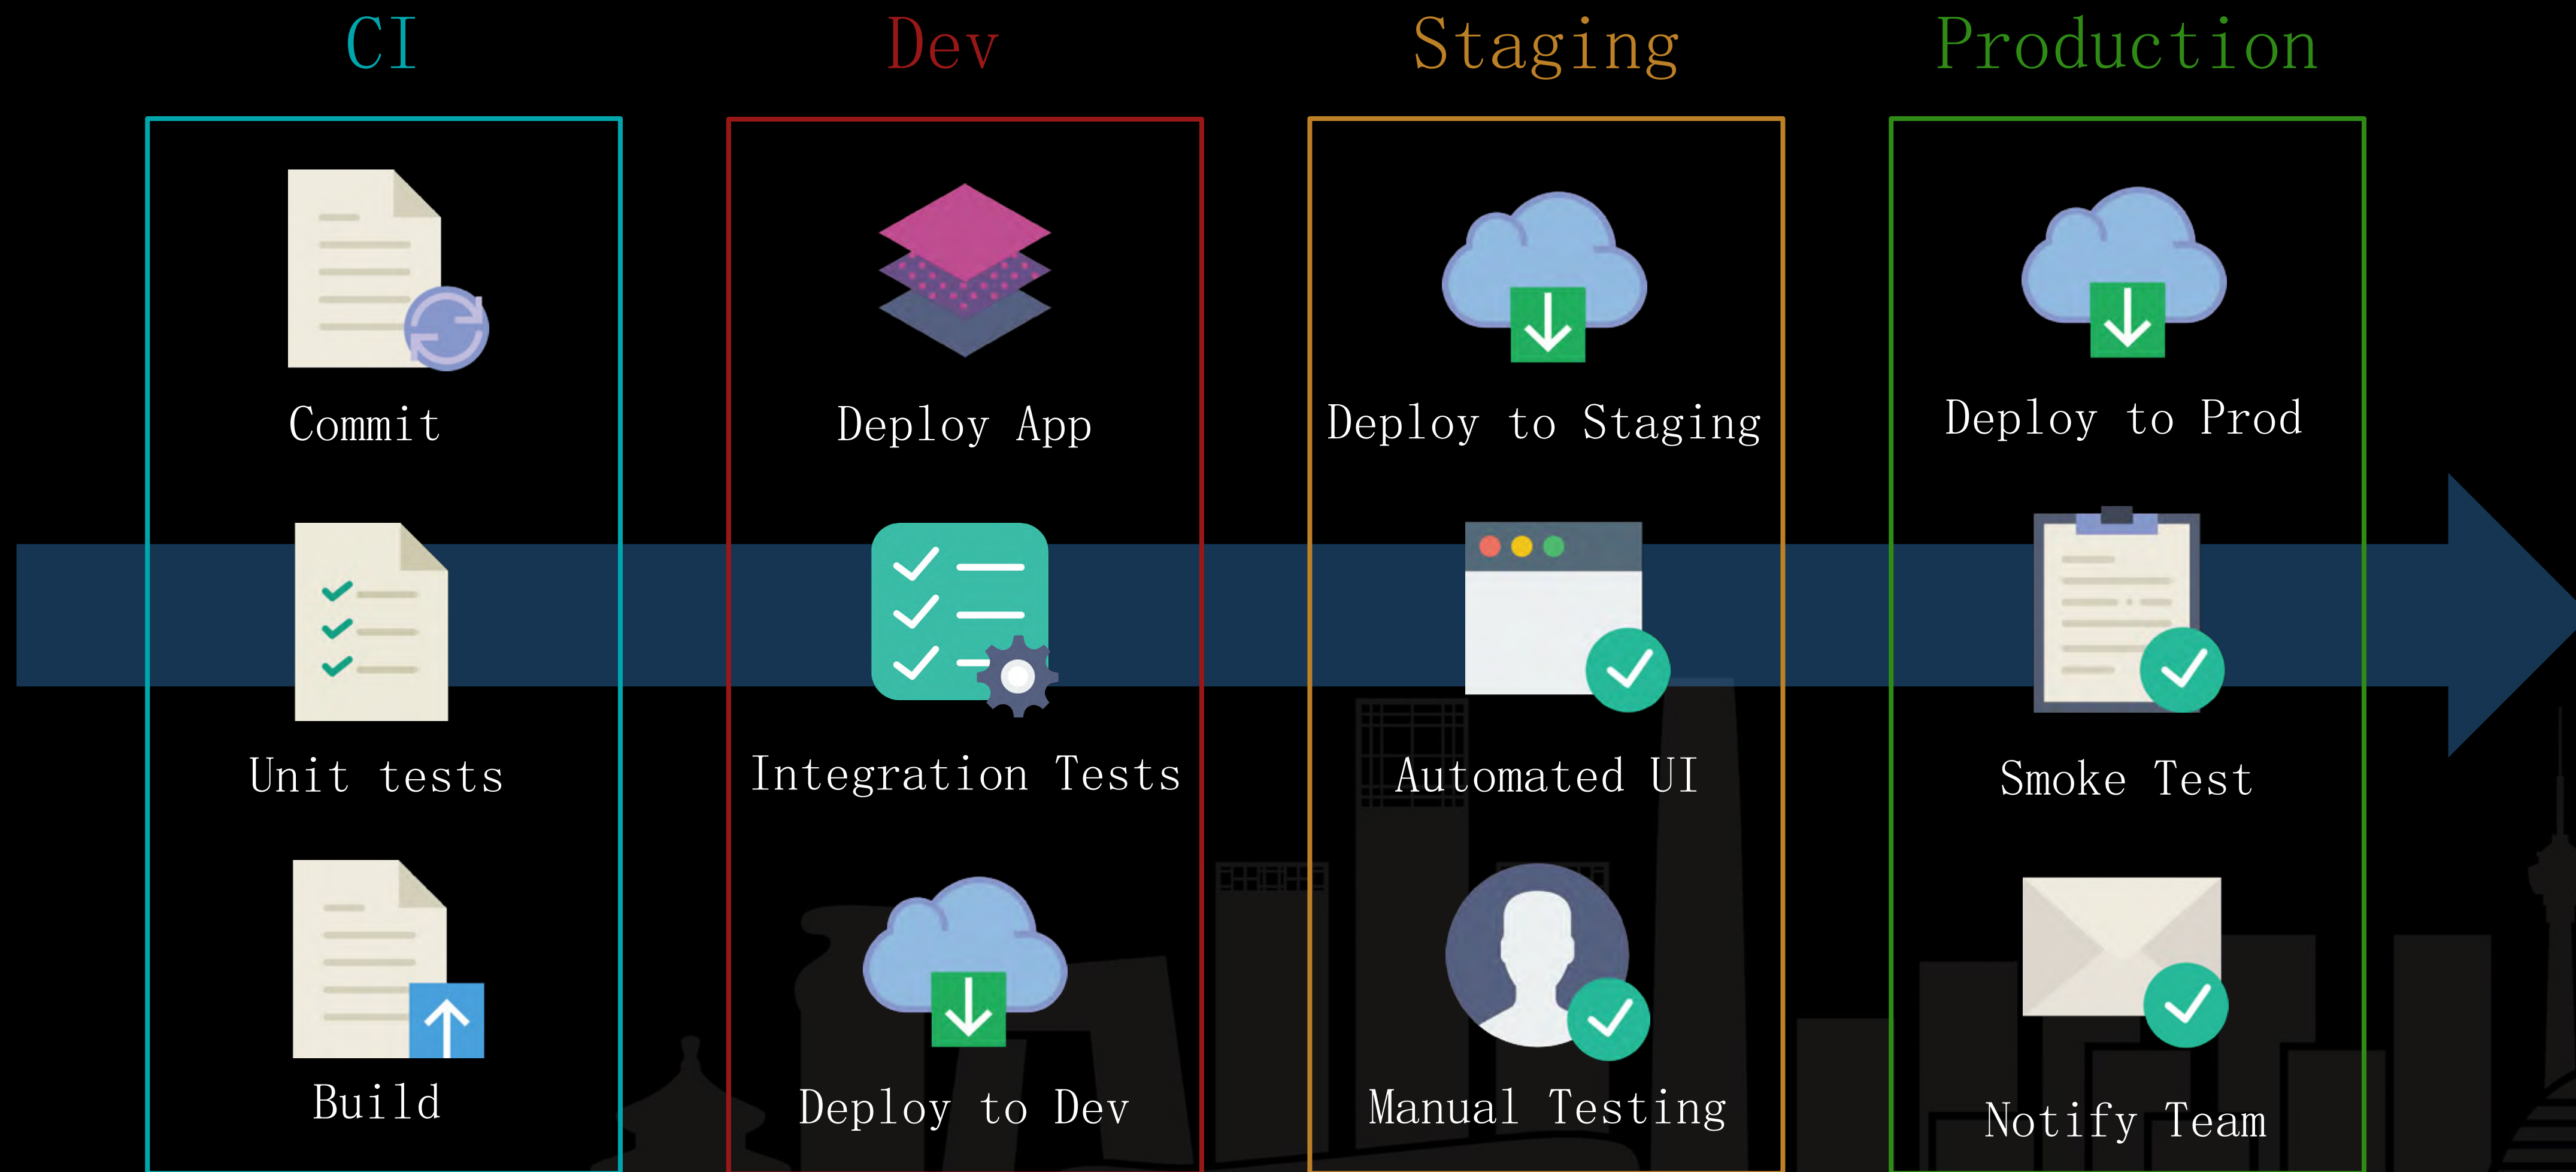 CI
Commit
Unit tests
Build
Dev
Deploy App
Integration Tests
Deploy to Dev
Staging
Deploy to Staging
Automated UI
Manual Testing
Production
Deploy to Prod
Smoke Test
Notify Team